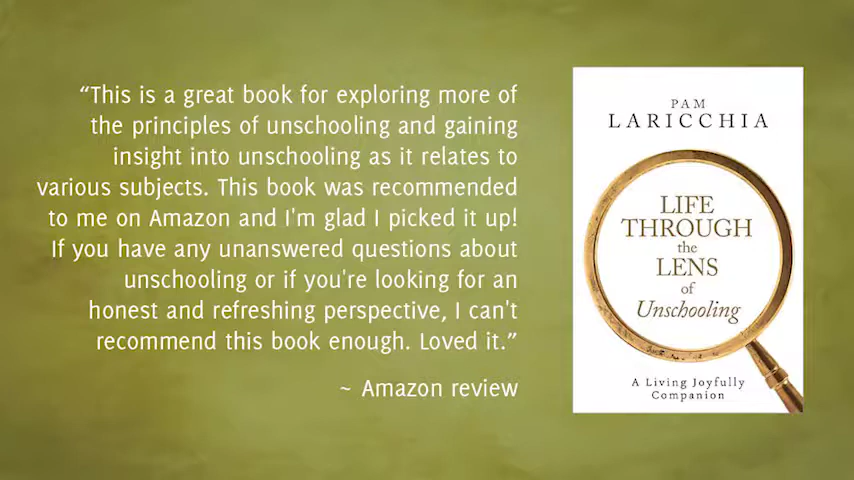 “This is a great book for exploring more of
the principles of unschooling and gaining
insight into unschooling as it relates to
various subjects. This book was recommended
to me on Amazon and I'm glad I picked it up!
If you have any unanswered questions about
unschooling or if you're looking for an
honest and refreshing perspective, I can't
recommend this book enough. Loved it.”
~ Amazon review
PAM
LARICCHIA
LIFE
THROUGH
the
LENS
of
Unschooling
A Living Joyfully
Companion